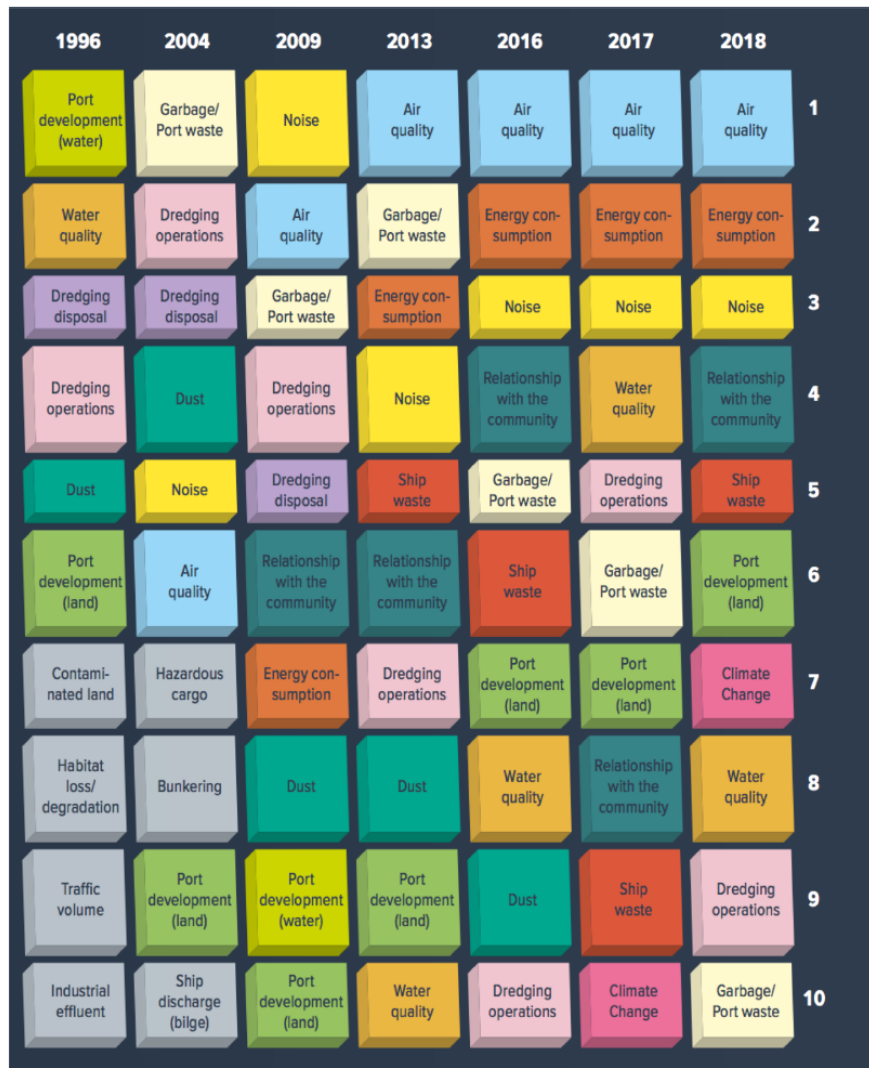 1996 2004 2009 2013 2016 2017 2018
Port
development
(water)
Garbage/
Port waste
Noise
Air
quality
Air
quality
Air
quality
Air
quality
1
Water
quality
Dredging
operations
Air
quality
Garbage/
Port waste
Energy con-
sumption
Energy con-
sumption
Energy con-
sumption
2
Dredging
disposal
Dredging
disposal
Garbage/
Port waste
Energy con-
sumption
Noise
Noise
Noise
3
Dredging
operations
Dust
Dredging
operations
Noise
Relationship
with the
community
Water
quality
Relationship
with the
community
4
Dust
Noise
Dredging
disposal
Ship
waste
Garbage/
Port waste
Dredging
operations
Ship
waste
5
Port
development
(land)
Air
quality
Relationship
with the
community
Relationship
with the
community
Ship
waste
Garbage/
Port waste
Port
development
(land)
6
Contami-
nated land
Hazardous
cargo
Energy con-
sumption
Dredging
operations
Port
development
(land)
Port
development
(land)
Climate
Change
7
Habitat
loss/
degradation
Bunkering
Dust
Dust
Water
quality
Relationship
with the
community
Water
quality
8
Traffic
volume
Port
development
(land)
Port
development
(water)
Port
development
(land)
Dust
Ship
waste
Dredging
operations
9
Industrial
effluent
Ship
discharge
(bilge)
Port
development
(land)
Water
quality
Dredging
operations
Climate
Change
Garbage/
Port waste
10